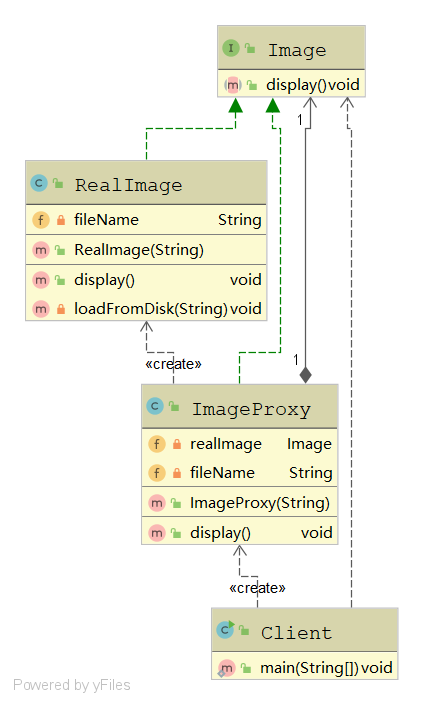 Image
display() void
1
RealImage
fileName String
RealImage(String)
display() void
loadFromDisk(String) void
1
«create»
ImageProxy
realImage Image
fileName String
ImageProxy(String)
display() void
«create»
Client
main(String[]) void
Powered by yFiles